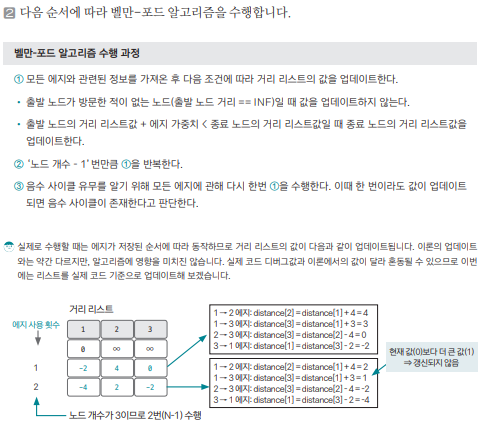 2 다음 순서에 따라 벨만-포드 알고리즘을 수행합니다.
벨만-포드 알고리즘 수행 과정
① 모든 에지와 관련된 정보를 가져온 후 다음 조건에 따라 거리 리스트의 값을 업데이트한다.
• 출발 노드가 방문한 적이 없는 노드(출발 노드 거리 == INF)일 때 값을 업데이트하지 않는다.
• 출발 노드의 거리 리스트값 + 에지 가중치 < 종료 노드의 거리 리스트값일 때 종료 노드의 거리 리스트값을
업데이트한다.
② '노드 개수 - 1'번만큼 ①을 반복한다.
③ 음수 사이클 유무를 알기 위해 모든 에지에 관해 다시 한번 ①을 수행한다. 이때 한 번이라도 값이 업데이트
되면 음수 사이클이 존재한다고 판단한다.
실제로 수행할 때는 에지가 저장된 순서에 따라 동작하므로 거리 리스트의 값이 다음과 같이 업데이트됩니다. 이론의 업데이트
와는 약간 다르지만, 알고리즘에 영향을 미치진 않습니다. 실제 코드 디버그값과 이론에서의 값이 달라 혼동될 수 있으므로 이번
에는 리스트를 실제 코드 기준으로 업데이트해 보겠습니다.
거리 리스트
에지 사용 횟수
1 2 3
0 ∞ ∞
1 -2 4 0
2 -4 2 -2
노드 개수가 3이므로 2번(N-1) 수행
1 → 2 에지: distance[2] = distance[1] + 4 = 4
1 → 3 에지: distance[3] = distance[1] + 3 = 3
2 → 3 에지: distance[3] = distance[2] - 4 = 0
3 → 1 에지: distance[1] = distance[3] - 2 = -2
1 → 2 에지: distance[2] = distance[1] + 4 = 2
1 → 3 에지: distance[3] = distance[1] + 3 = 1
2 → 3 에지: distance[3] = distance[2] - 4 = -2
3 → 1 에지: distance[1] = distance[3] - 2 = -4
현재 값(0)보다 더 큰 값(1)
⇒ 갱신되지 않음